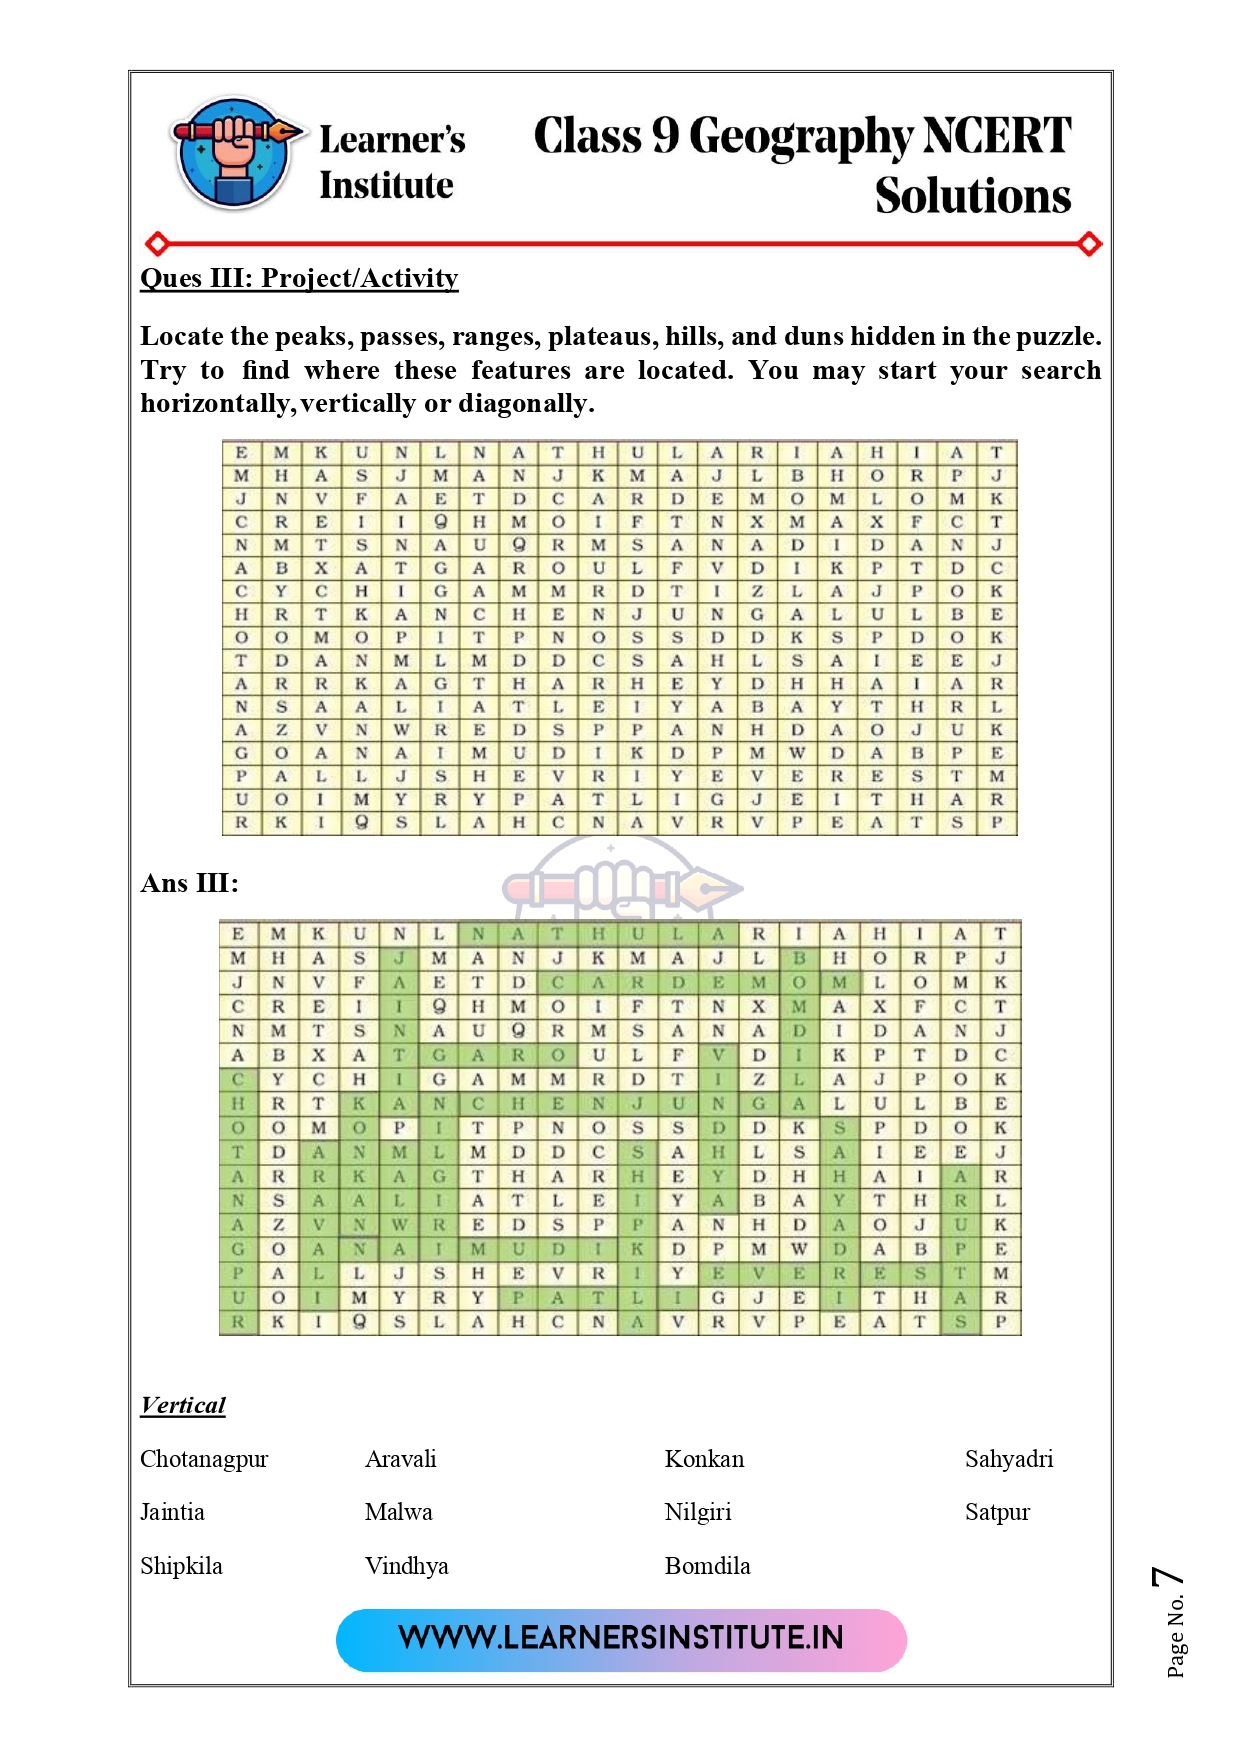 Learner's
Institute
Class 9 Geography NCERT
Solutions
Ques III: Project/Activity
Locate the peaks, passes, ranges, plateaus, hills, and duns hidden in the puzzle.
Try to find where these features are located. You may start your search
horizontally, vertically or diagonally.
E M K U N L N A T H U L A R I A H I A T
M H A S J M A N J K M A J L B H O R P J
J N V F A E T D C A R D E M O M L O M K
C R E I I Q H M O I F T N X M A X F C T
N M T S N A U Q R M S A N A D I D A N J
A B X A T G A R O U L F V D I K P T D C
C Y C H I G A M M R D T I Z L A J P O K
H R T K A N C H E N J U N G A L U L B E
O O M O P I T P N O S S D D K S P D O K
T D A N M L M D D C S A H L S A I E E J
A R R K A G T H A R H E Y D H H A I A R
N S A A L I A T L E I Y A B A Y T H R L
A Z V N W R E D S P P A N H D A O J U K
G O A N A I M U D I K D P M W D A B P E
P A L L J S H E V R I Y E V E R E S T M
U O I M Y R Y P A T L I G J E I T H A R
R K I Q S L A H C N A V R V P E A T S P
Ans III:
E M K U N L N A T H U L A R I A H I A T
M H A S J M A N J K M A J L B H O R P J
J N V F A E T D C A R D E M O M L O M K
C R E I I Q H M O I F T N X M A X F C T
N M T S N A U Q R M S A N A D I D A N J
A B X A T G A R O U L F V D I K P T D C
C Y C H I G A M M R D T I Z L A J P O K
H R T K A N C H E N J U N G A L U L B E
O O M O P I T P N O S S D D K S P D O K
T D A N M L M D D C S A H L S A I E E J
A R R K A G T H A R H E Y D H H A I A R
N S A A L I A T L E I Y A B A Y T H R L
A Z V N W R E D S P P A N H D A O J U K
G O A N A I M U D I K D P M W D A B P E
P A L L J S H E V R I Y E V E R E S T M
U O I M Y R Y P A T L I G J E I T H A R
R K I Q S L A H C N A V R V P E A T S P
Vertical
Chotanagpur Aravali Konkan Sahyadri
Jaintia Malwa Nilgiri Satpur
Shipkila Vindhya Bomdila
WWW.LEARNERSINSTITUTE.IN
Page No. 7